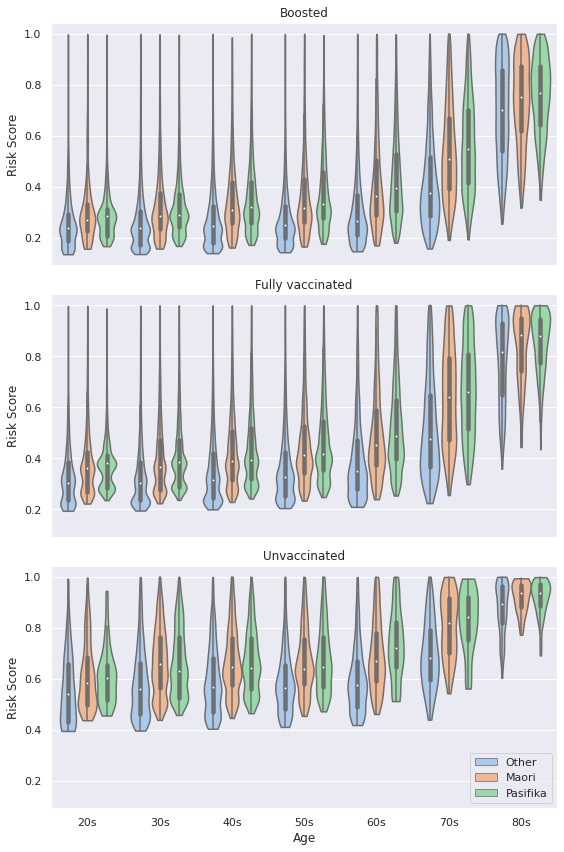 Boosted
1.0
0.8
0.6
0.4
0.2
Risk Score
Fully vaccinated
1.0
0.8
0.6
0.4
0.2
Risk Score
Unvaccinated
1.0
0.8
0.6
0.4
0.2
Risk Score
Other
Maori
Pasifika
20s 30s 40s 50s 60s 70s 80s
Age